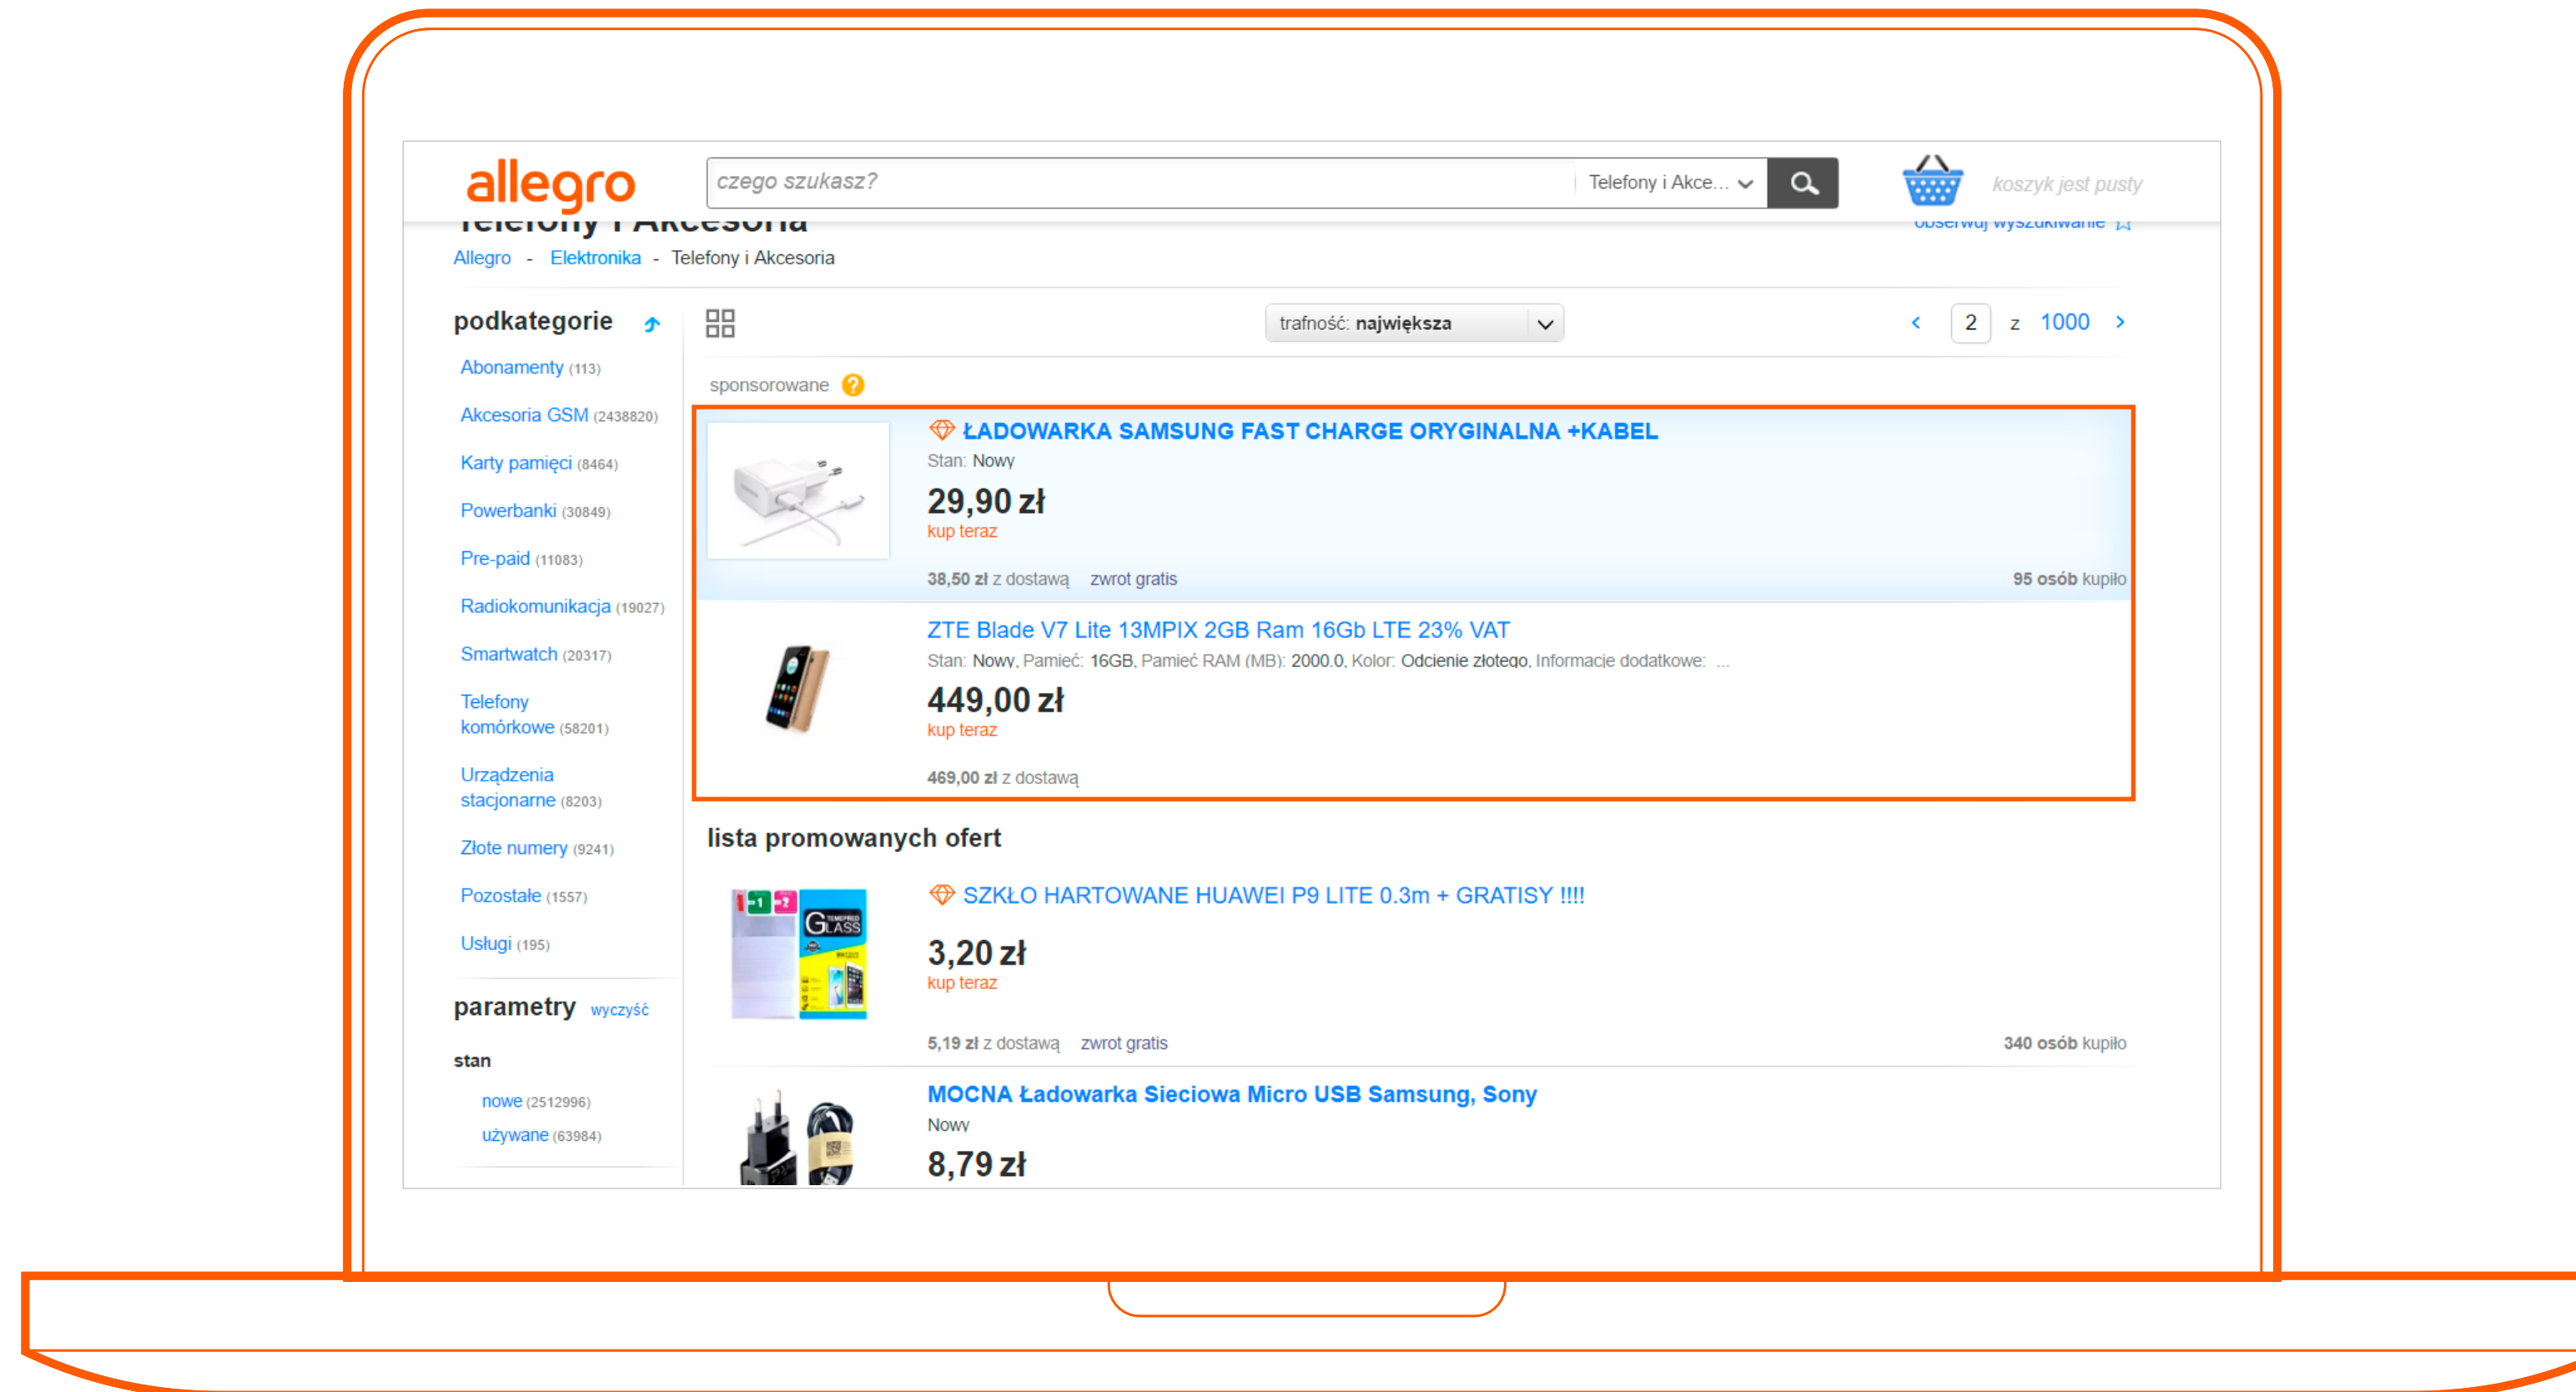 allegro
czego szukasz?
Telefony i Akce...
koszyk jest pusty
Telefony i Akcesoria
obserwuj wyszukiwanie
Allegro - Elektronika - Telefony i Akcesoria
podkategorie
trafność: największa
2 z 1000
Abonamenty (113)
Akcesoria GSM (2438820)
Karty pamięci (8464)
Powerbanki (30849)
Pre-paid (11083)
Radiokomunikacja (19027)
Smartwatch (20317)
Telefony
komórkowe (58201)
Urządzenia
stacjonarne (8203)
Złote numery (9241)
Pozostałe (1557)
Usługi (195)
parametry wyczyść
stan
nowe (2512996)
używane (63984)
sponsorowane ?
ŁADOWARKA SAMSUNG FAST CHARGE ORYGINALNA +KABEL
Stan: Nowy
29,90 zł
kup teraz
38,50 zł z dostawą zwrot gratis
95 osób kupiło
ZTE Blade V7 Lite 13MPIX 2GB Ram 16Gb LTE 23% VAT
Stan: Nowy, Pamięć: 16GB, Pamięć RAM (MB): 2000.0, Kolor: Odcienie złotego, Informacje dodatkowe: ...
449,00 zł
kup teraz
469,00 zł z dostawą
lista promowanych ofert
SZKŁO HARTOWANE HUAWEI P9 LITE 0.3m + GRATISY !!!!
TEMEPRED
GLASS
3,20 zł
kup teraz
5,19 zł z dostawą zwrot gratis
340 osób kupiło
MOCNA Ładowarka Sieciowa Micro USB Samsung, Sony
Nowy
8,79 zł